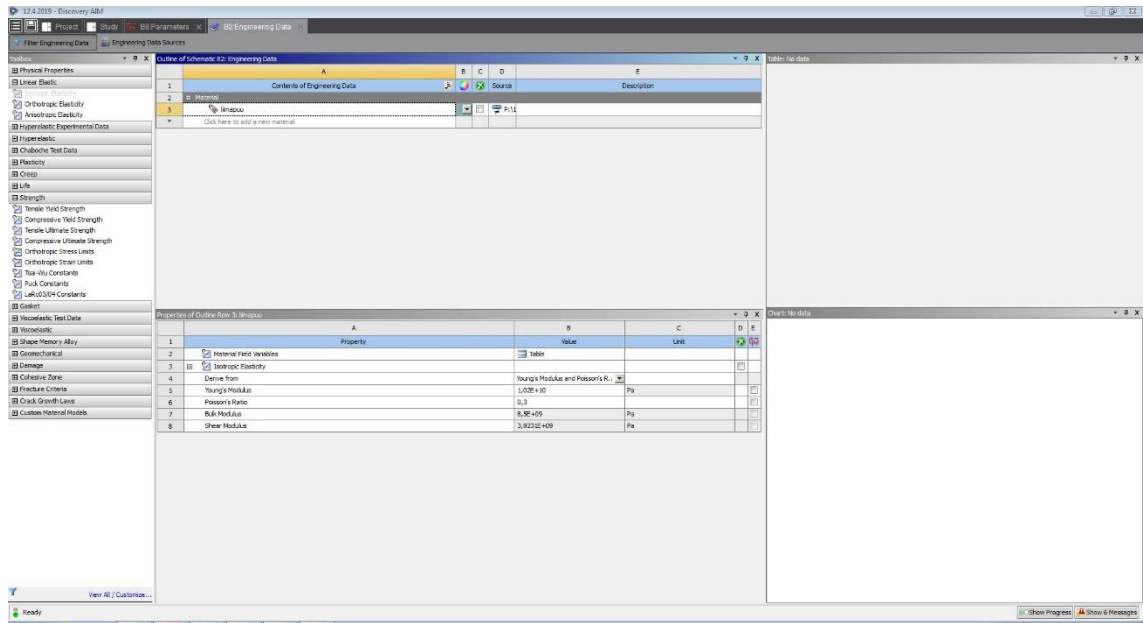 12.4.2019 - Discovery AIM
Project
Study
B8:Parameters
B2:Engineering Data
Filter Engineering Data
Engineering Data Sources
Toolbox
Physical Properties
Linear Elastic
Isotropic Elasticity
Orthotropic Elasticity
Anisotropic Elasticity
Hyperelastic Experimental Data
Hyperelastic
Chaboche Test Data
Plasticity
Creep
Life
Strength
Tensile Yield Strength
Compressive Yield Strength
Tensile Ultimate Strength
Compressive Ultimate Strength
Orthotropic Stress Limits
Orthotropic Strain Limits
Tsai-Wu Constants
Puck Constants
LaRc03/04 Constants
Gasket
Viscoelastic Test Data
Viscoelastic
Shape Memory Alloy
Geomechanical
Damage
Cohesive Zone
Fracture Criteria
Crack Growth Laws
Custom Material Models
View All / Customize...
Outline of Schematic B2: Engineering Data
A B C D E
1 Contents of Engineering Data Source Description
2 Material
3 liimapuu P:\1
* Click here to add a new material
Properties of Outline Row 3: liimapuu
A B C D E
1 Property Value Unit
2 Material Field Variables Table
3 Isotropic Elasticity
4 Derive from Young's Modulus and Poisson's R...
5 Young's Modulus 1,02E+10 Pa
6 Poisson's Ratio 0,3
7 Bulk Modulus 8,5E+09 Pa
8 Shear Modulus 3,9231E+09 Pa
Table: No data
Chart: No data
Ready
Show Progress
Show 6 Messages